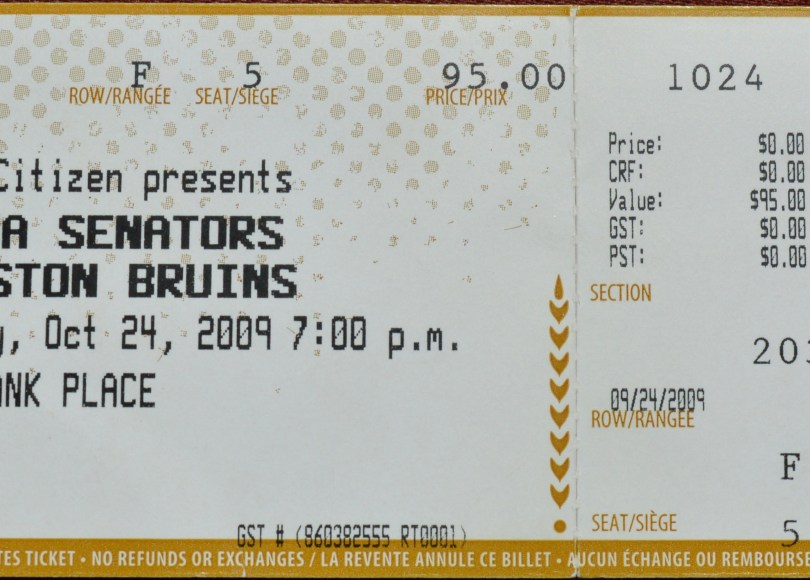 F 5 95.00 1024
ROW/RANGÉE SEAT/SIÈGE PRICE/PRIX
Price: $0.00
CRF: $0.00
Value: $95.00
GST: $0.00
PST: $0.00
Citizen presents
A SENATORS
STON BRUINS
y, Oct 24, 2009 7:00 p.m.
ANK PLACE
SECTION
203
09/24/2009
ROW/RANGÉE
F
SEAT/SIÈGE
5
GST # (860382555 RT0001)
TES TICKET • NO REFUNDS OR EXCHANGES / LA REVENTE ANNULE CE BILLET • AUCUN ÉCHANGE OU REMBOURSE